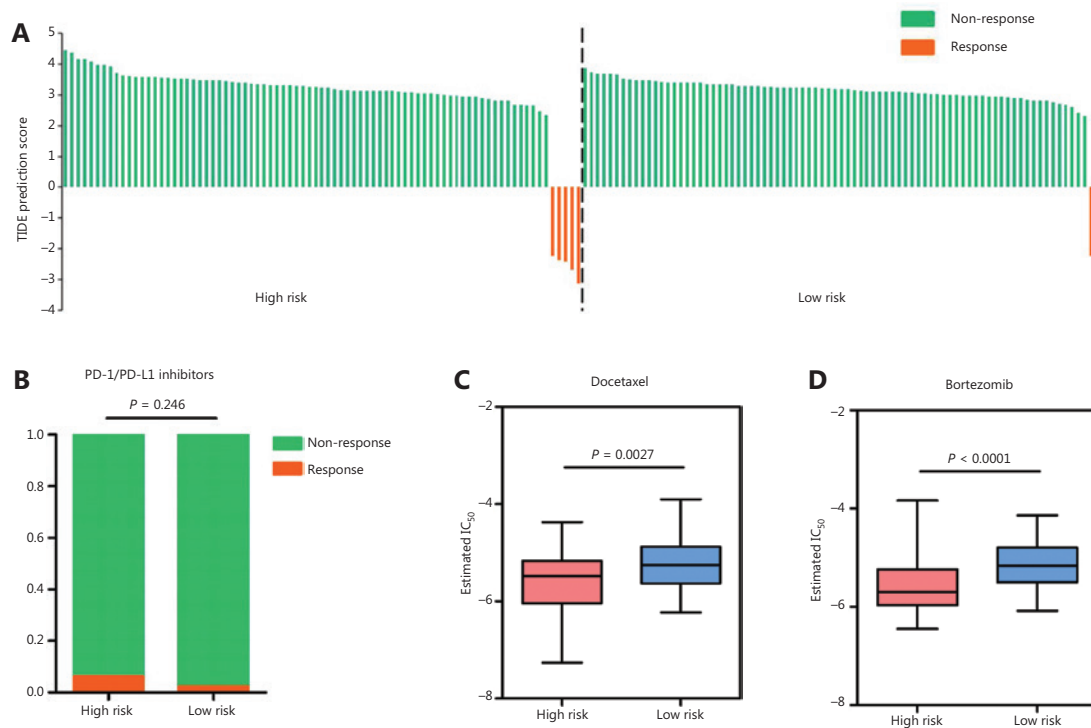 A
Non-response
Response
TIDE prediction score
5
4
3
2
1
0
−1
−2
−3
−4
High risk
Low risk
B
PD-1/PD-L1 inhibitors
P = 0.246
Non-response
Response
1.0
0.8
0.6
0.4
0.2
0.0
High risk
Low risk
C
Docetaxel
P = 0.0027
Estimated IC50
−2
−4
−6
−8
High risk
Low risk
D
Bortezomib
P < 0.0001
Estimated IC50
−2
−4
−6
−8
High risk
Low risk